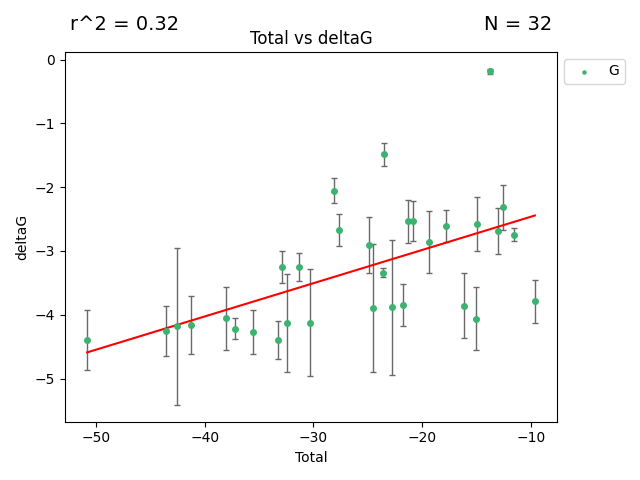 r^2 = 0.32
N = 32
Total vs deltaG
G
deltaG
0
−1
−2
−3
−4
−5
−50
−40
−30
−20
−10
Total